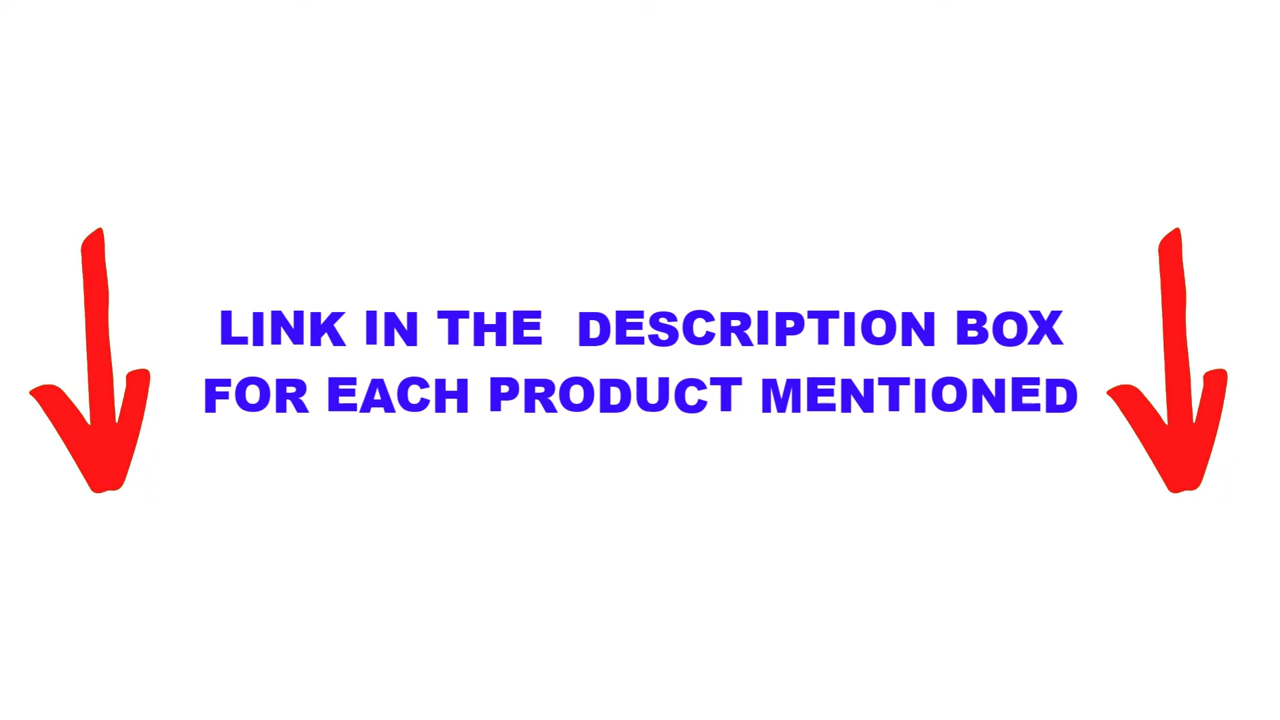 LINK IN THE  DESCRIPTION BOX
FOR EACH PRODUCT MENTIONED